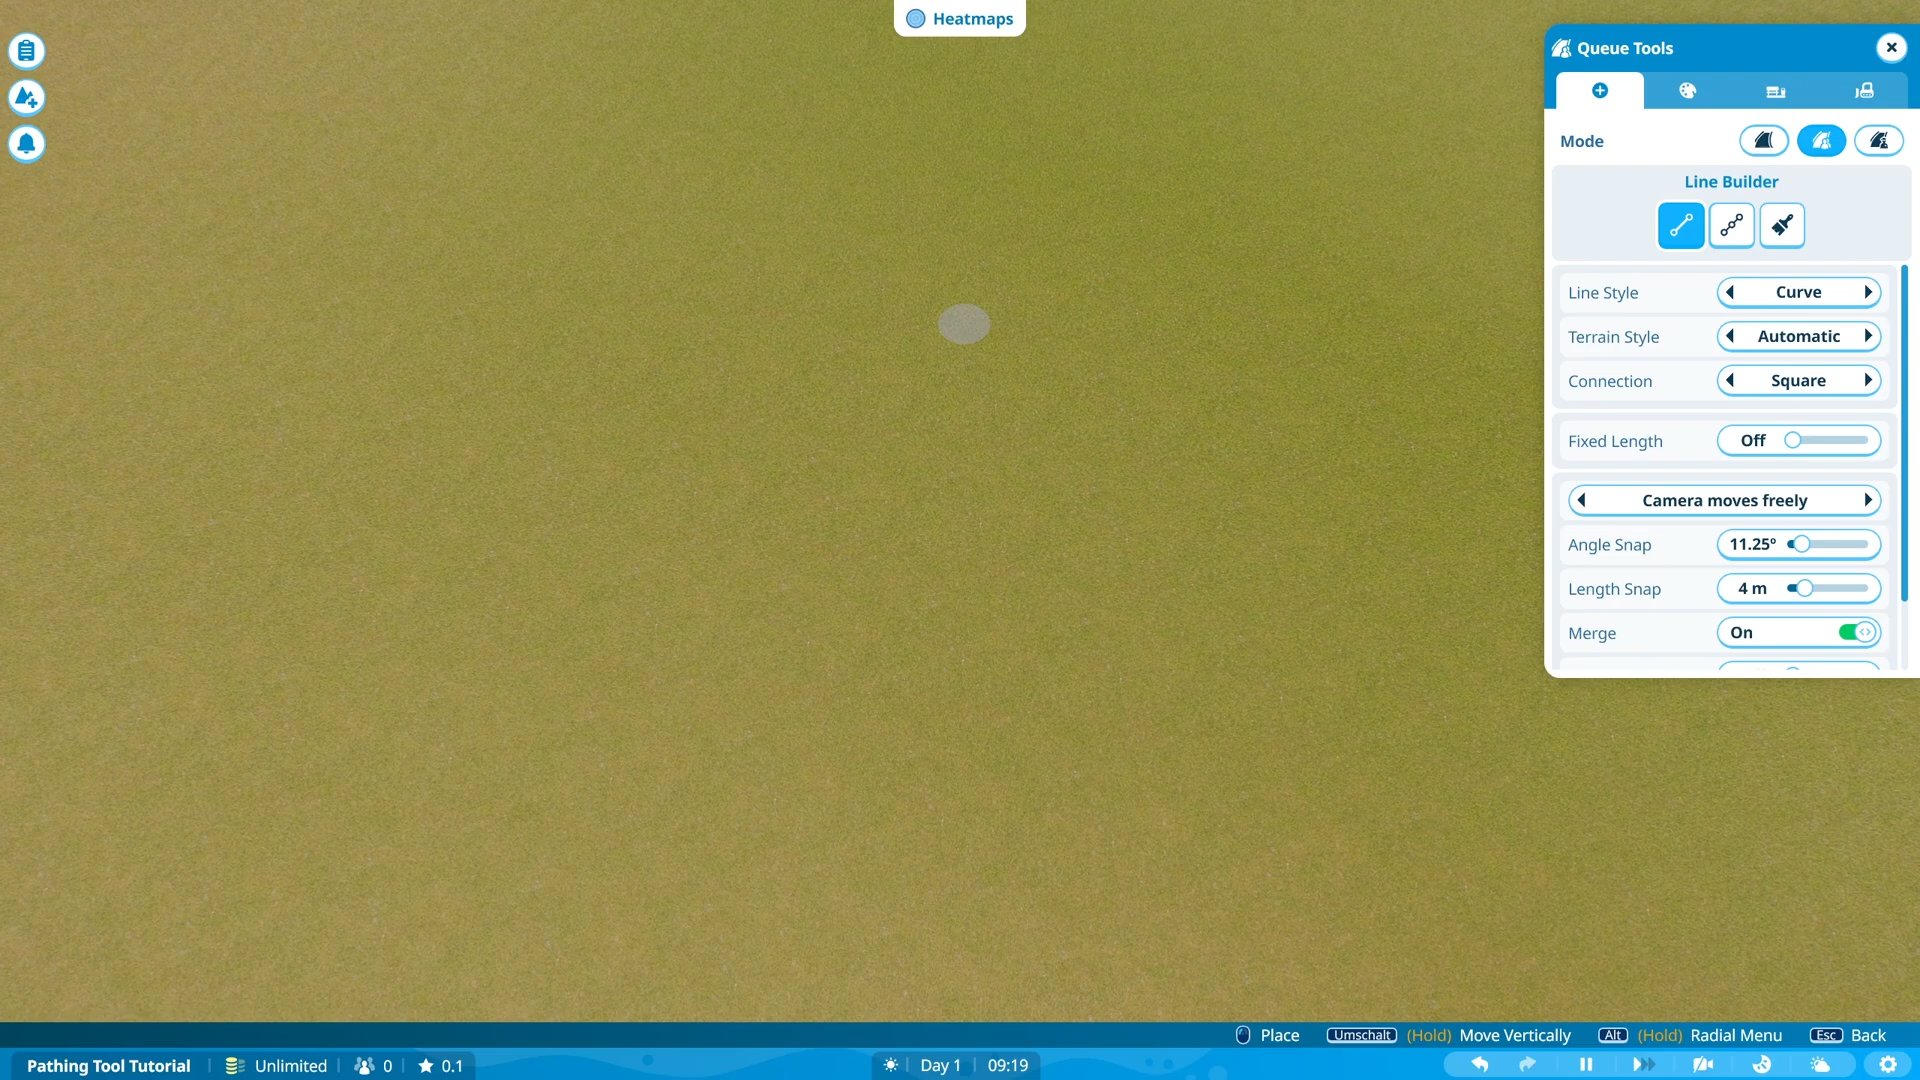 Heatmaps
Queue Tools
Mode
Line Builder
Line Style Curve
Terrain Style Automatic
Connection Square
Fixed Length Off
Camera moves freely
Angle Snap 11.25°
Length Snap 4 m
Merge On
Place Umschalt (Hold) Move Vertically Alt (Hold) Radial Menu Esc Back
Pathing Tool Tutorial Unlimited 0 0.1 Day 1 09:19